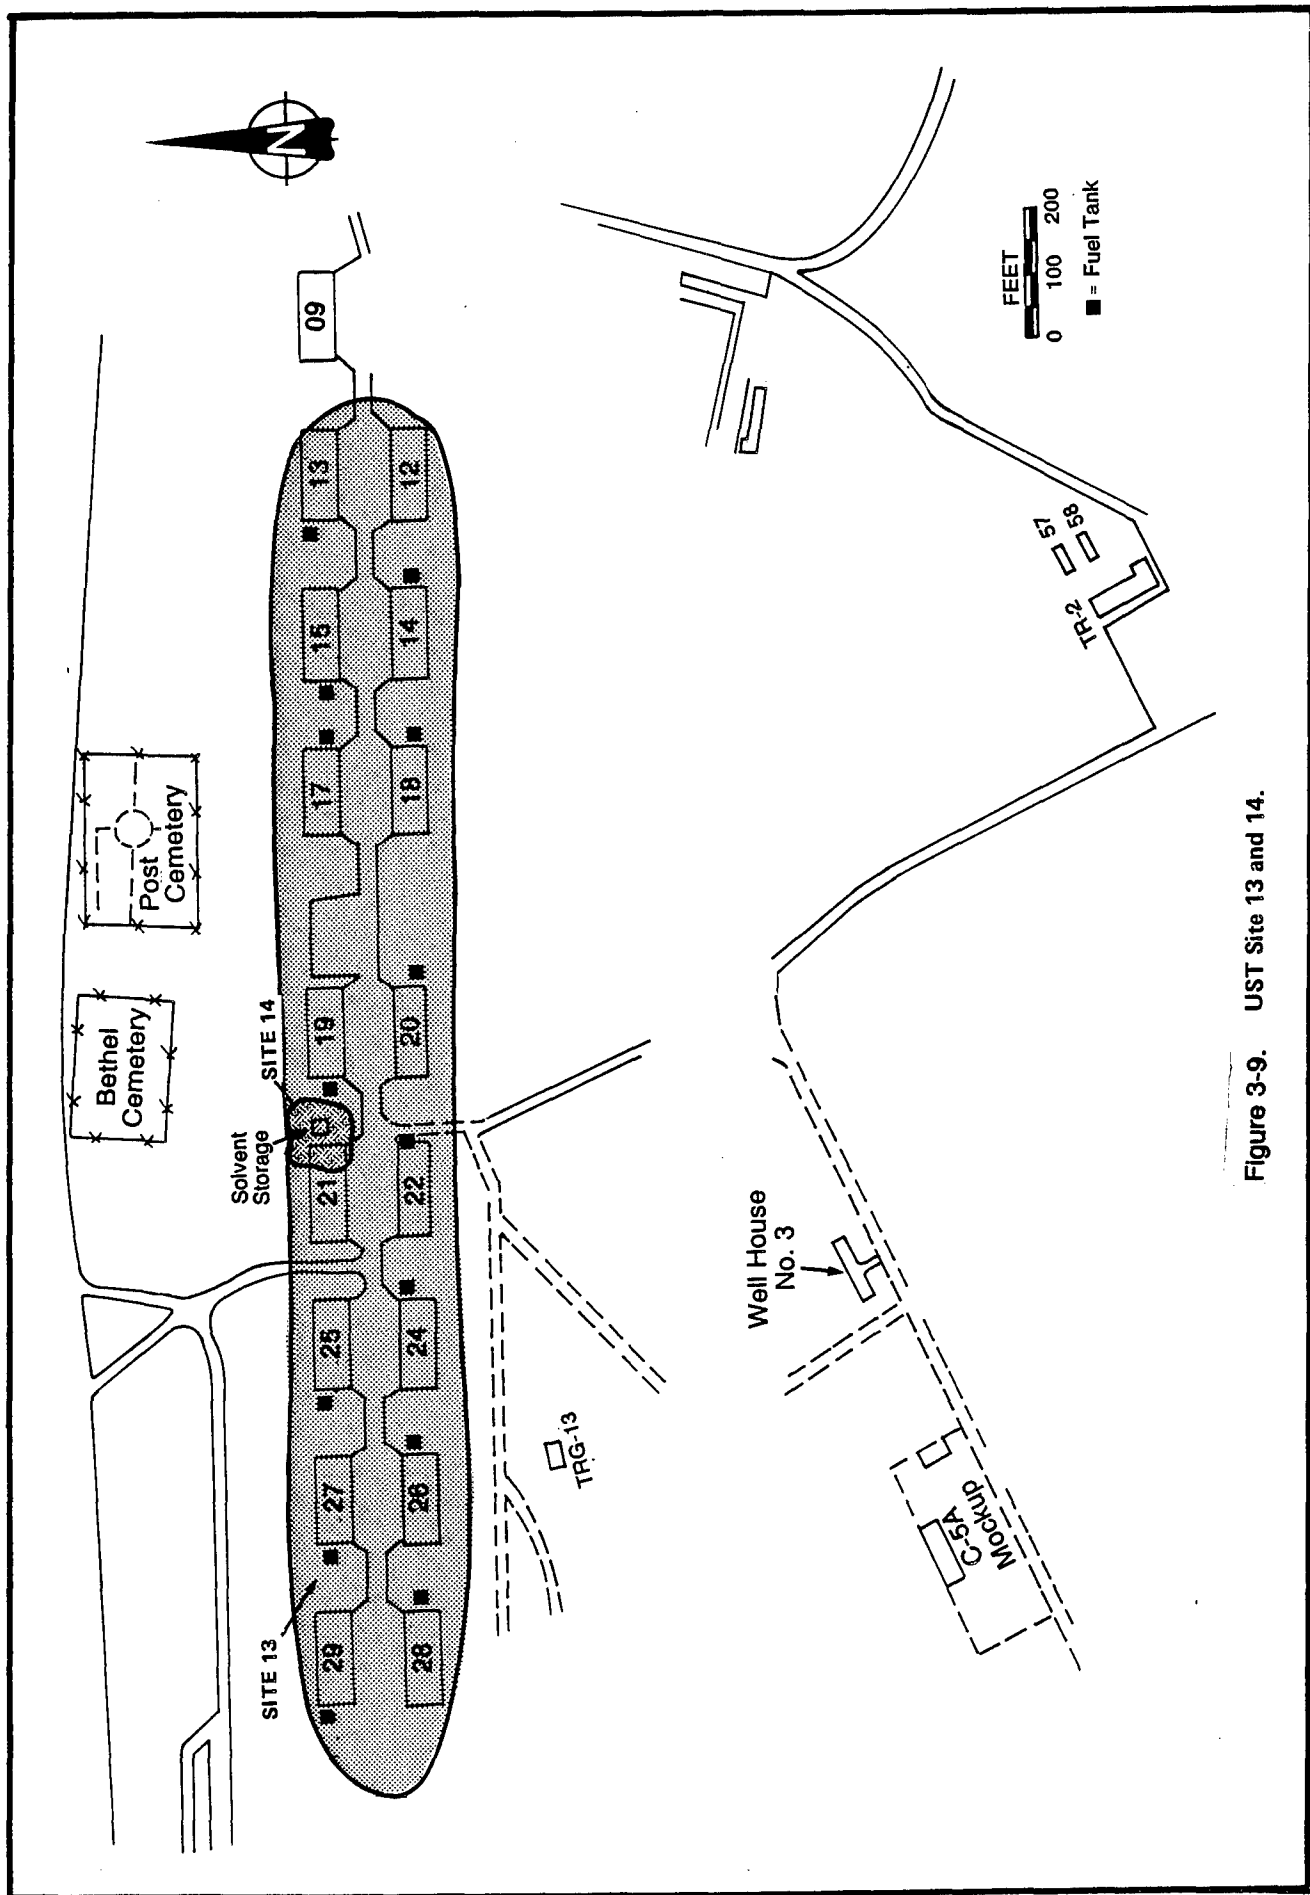 Bethel
Cemetery
Post
Cemetery
N
SITE 13
Solvent
Storage
SITE 14
29
27
25
21
19
17
15
13
09
28
26
24
22
20
18
14
12
TRG-13
Well House
No. 3
C-5A
Mockup
TR-2
57
58
FEET
0 100 200
■ = Fuel Tank
Figure 3-9. UST Site 13 and 14.